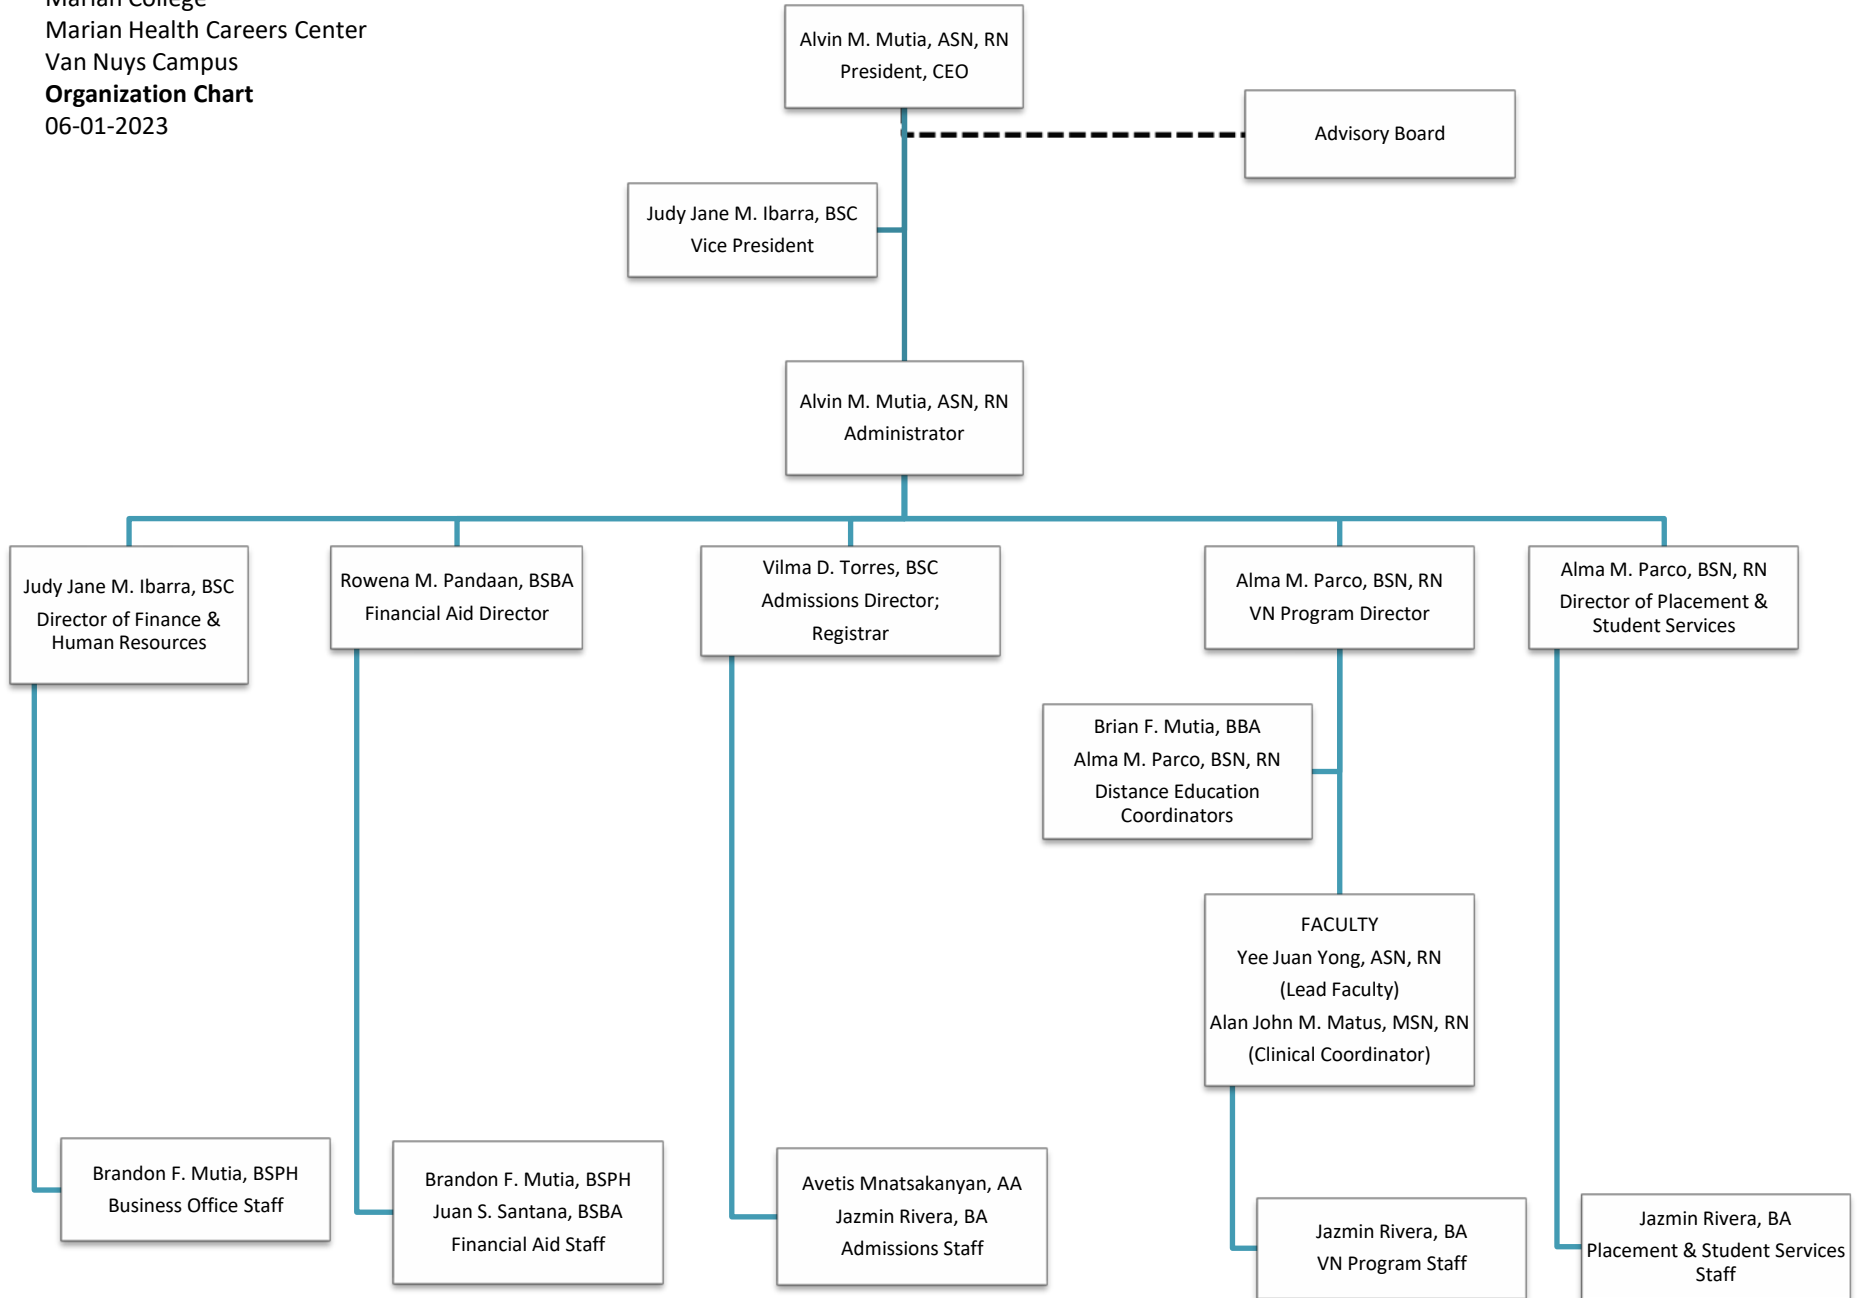 Marian College
Marian Health Careers Center
Van Nuys Campus
Organization Chart
06-01-2023
Alvin M. Mutia, ASN, RN
President, CEO
Advisory Board
Judy Jane M. Ibarra, BSC
Vice President
Alvin M. Mutia, ASN, RN
Administrator
Judy Jane M. Ibarra, BSC
Director of Finance &
Human Resources
Rowena M. Pandaan, BSBA
Financial Aid Director
Vilma D. Torres, BSC
Admissions Director;
Registrar
Alma M. Parco, BSN, RN
VN Program Director
Alma M. Parco, BSN, RN
Director of Placement &
Student Services
Brian F. Mutia, BBA
Alma M. Parco, BSN, RN
Distance Education
Coordinators
FACULTY
Yee Juan Yong, ASN, RN
(Lead Faculty)
Alan John M. Matus, MSN, RN
(Clinical Coordinator)
Brandon F. Mutia, BSPH
Business Office Staff
Brandon F. Mutia, BSPH
Juan S. Santana, BSBA
Financial Aid Staff
Avetis Mnatsakanyan, AA
Jazmin Rivera, BA
Admissions Staff
Jazmin Rivera, BA
VN Program Staff
Jazmin Rivera, BA
Placement & Student Services
Staff